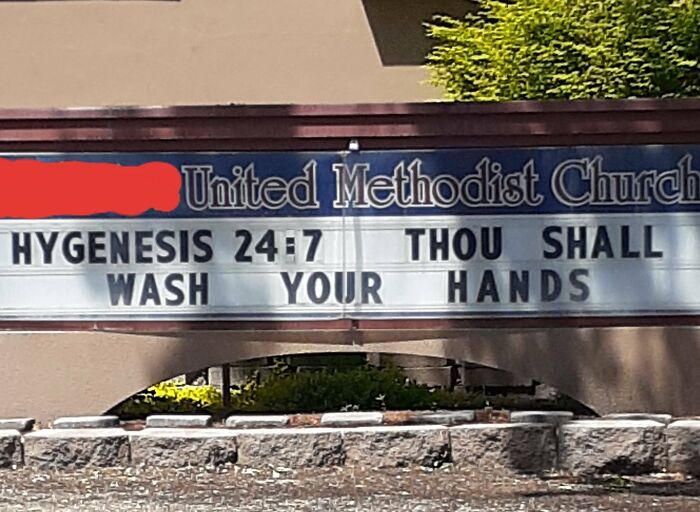 United Methodist Church
HYGENESIS 24:7 THOU SHALL
WASH YOUR HANDS